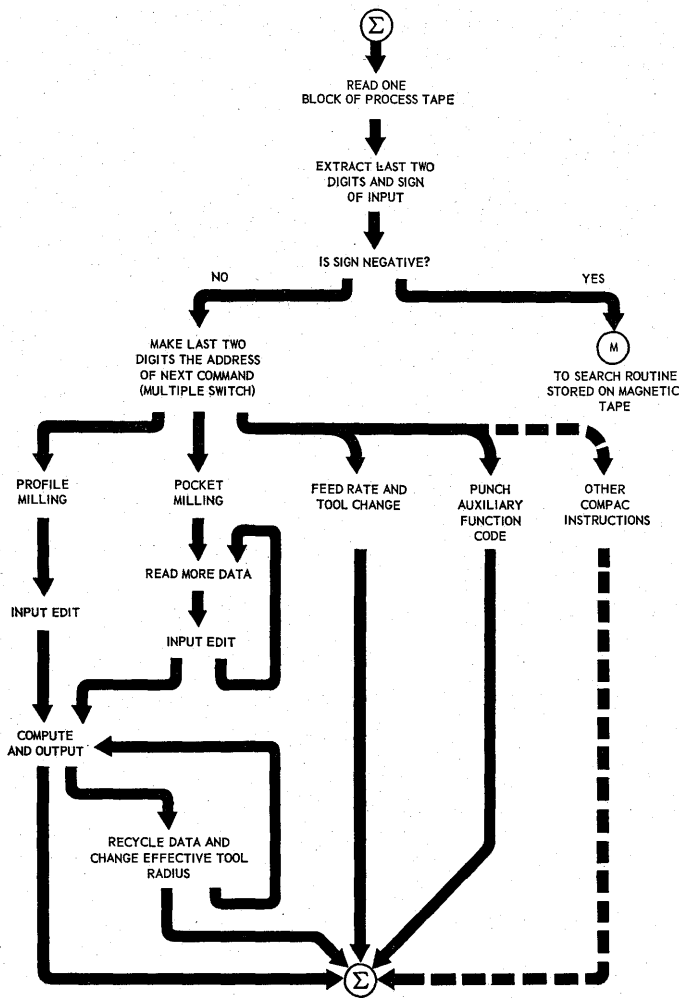 Σ
READ ONE
BLOCK OF PROCESS TAPE
EXTRACT LAST TWO
DIGITS AND SIGN
OF INPUT
IS SIGN NEGATIVE?
NO
YES
MAKE LAST TWO
DIGITS THE ADDRESS
OF NEXT COMMAND
(MULTIPLE SWITCH)
M
TO SEARCH ROUTINE
STORED ON MAGNETIC
TAPE
PROFILE
MILLING
POCKET
MILLING
FEED RATE AND
TOOL CHANGE
PUNCH
AUXILIARY
FUNCTION
CODE
OTHER
COMPAC
INSTRUCTIONS
READ MORE DATA
INPUT EDIT
INPUT EDIT
COMPUTE
AND OUTPUT
RECYCLE DATA AND
CHANGE EFFECTIVE TOOL
RADIUS
Σ